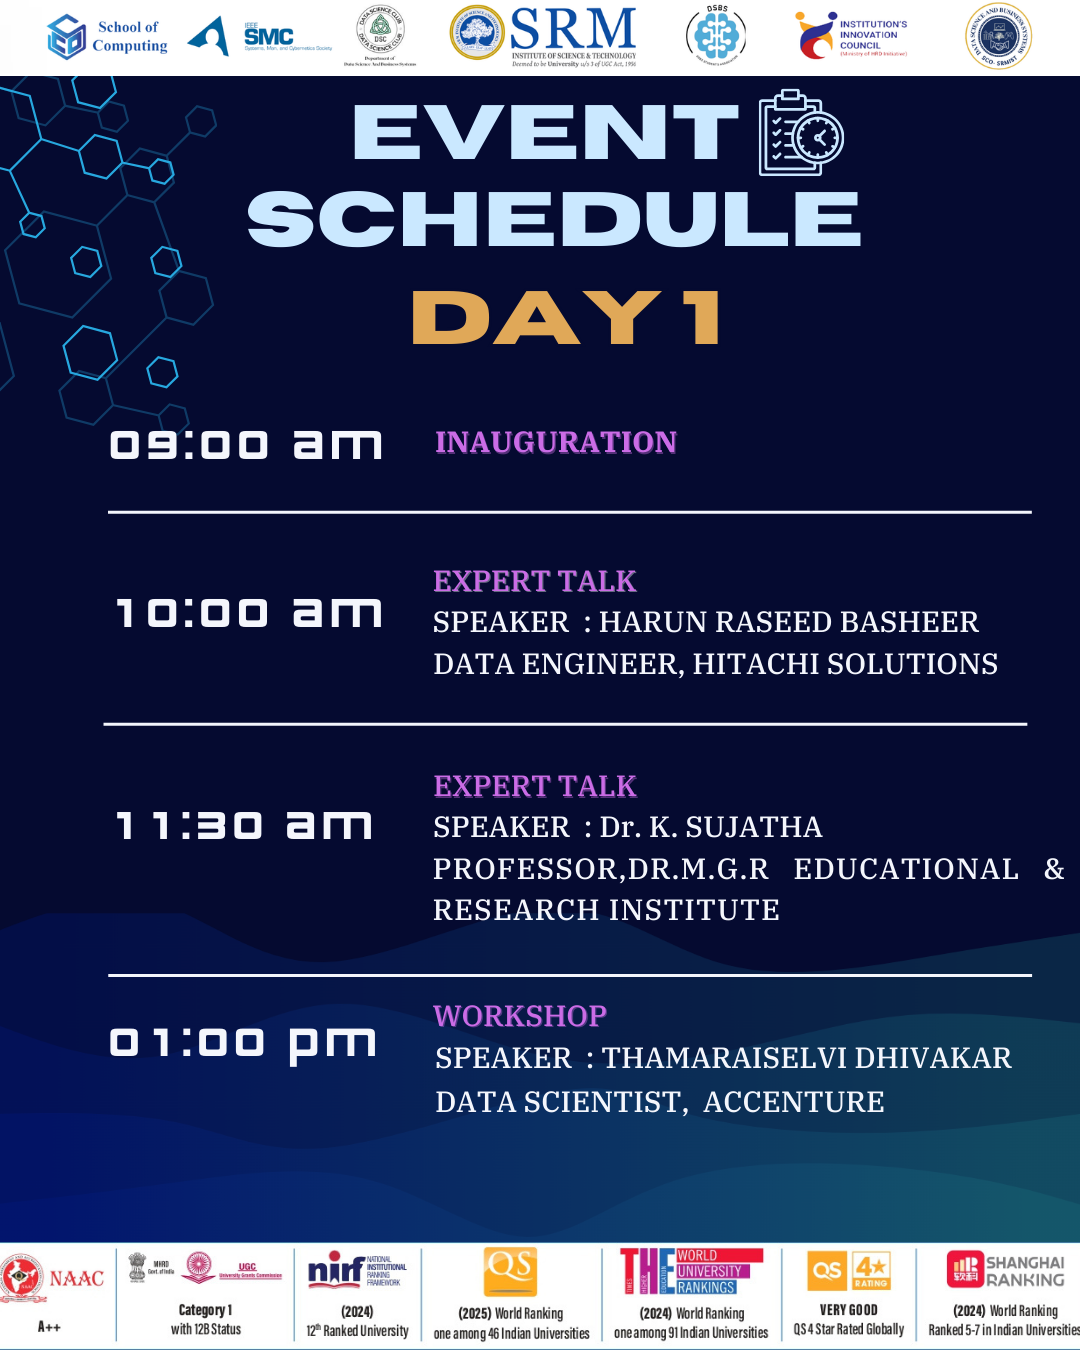 School of
Computing
IEEE
SMC
Systems, Man, and Cybernetics Society
DATA SCIENCE CLUB
DSC
DATA SCIENCE CLUB
Department of
Data Science And Business Systems
SRM
INSTITUTE OF SCIENCE & TECHNOLOGY
Deemed to be University u/s 3 of UGC Act, 1956
DSBS
INSTITUTION'S
INNOVATION
COUNCIL
(Ministry of HRD Initiative)
DATA SCIENCE AND BUSINESS SYSTEMS
SCO- SRMIST
EVENT
SCHEDULE
DAY 1
09:00 am
INAUGURATION
10:00 am
EXPERT TALK
SPEAKER : HARUN RASEED BASHEER
DATA ENGINEER, HITACHI SOLUTIONS
11:30 am
EXPERT TALK
SPEAKER : Dr. K. SUJATHA
PROFESSOR,DR.M.G.R EDUCATIONAL &
RESEARCH INSTITUTE
01:00 pm
WORKSHOP
SPEAKER : THAMARAISELVI DHIVAKAR
DATA SCIENTIST, ACCENTURE
NAAC
A++
MHRD
Govt. of India
UGC
University Grants Commission
Category 1
with 12B Status
nirf
NATIONAL
INSTITUTIONAL
RANKING
FRAMEWORK
(2024)
12th Ranked University
QS
(2025) World Ranking
one among 46 Indian Universities
THE
TIMES
HIGHER
EDUCATION
WORLD
UNIVERSITY
RANKINGS
(2024) World Ranking
one among 91 Indian Universities
QS
4★
RATING
VERY GOOD
QS 4 Star Rated Globally
软科
SHANGHAI
RANKING
(2024) World Ranking
Ranked 5-7 in Indian Universities